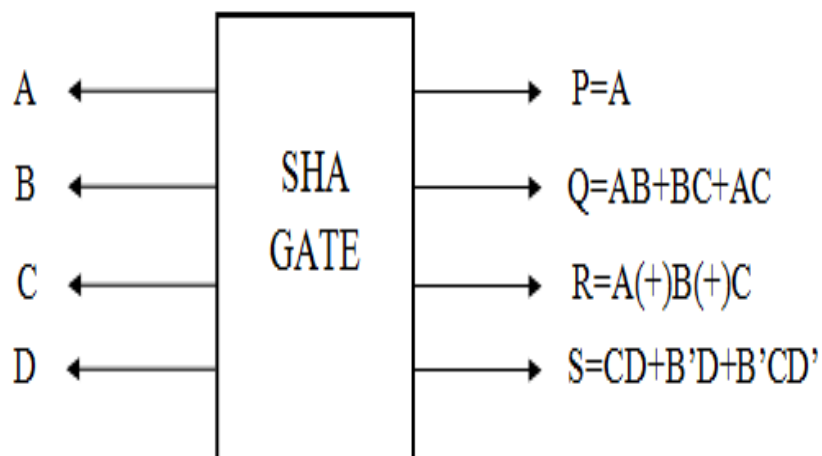 A
P=A
SHA
GATE
B
Q=AB+BC+AC
C
R=A(+)B(+)C
D
S=CD+B’D+B’CD’